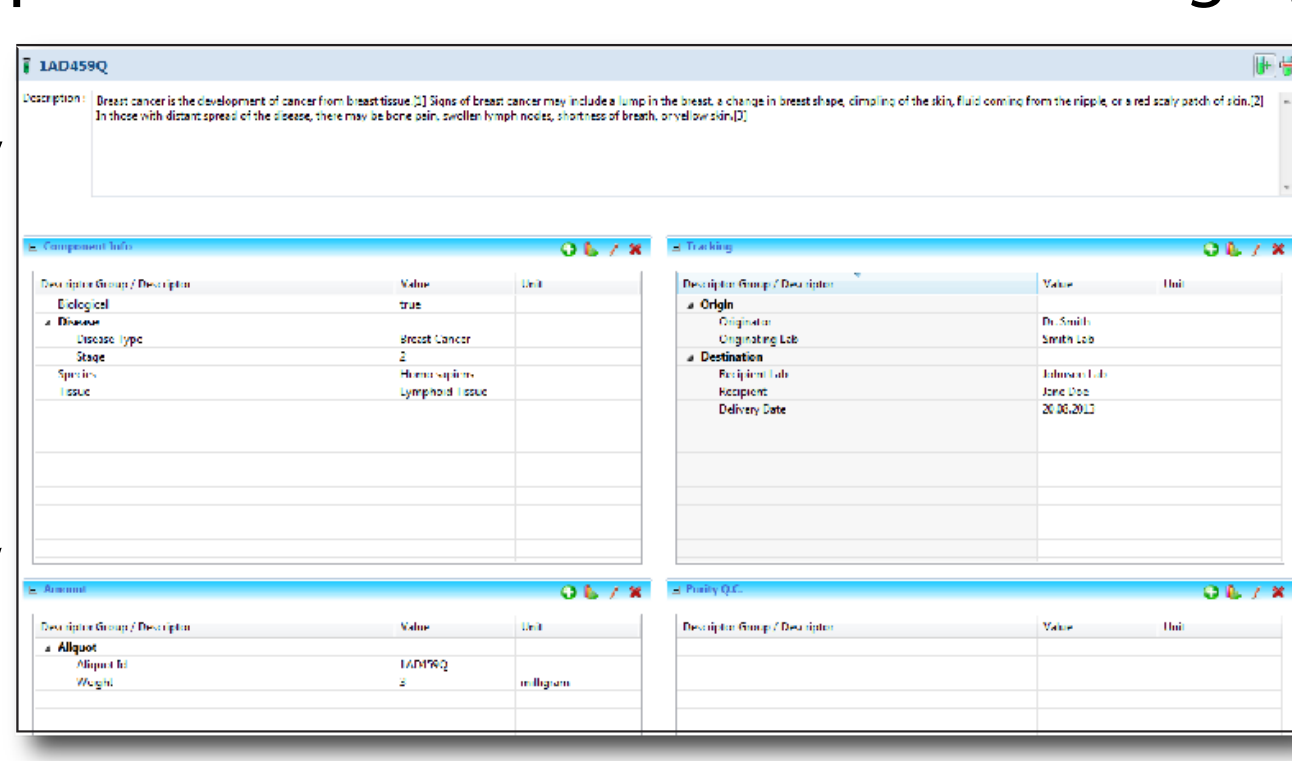 1AD459Q
Description: Breast cancer is the development of cancer from breast tissue.[1] Signs of breast cancer may include a lump in the breast, a change in breast shape, dimpling of the skin, fluid coming from the nipple, or a red scaly patch of skin.[2]
In those with distant spread of the disease, there may be bone pain, swollen lymph nodes, shortness of breath, or yellow skin.[3]
Component Info
Descriptor Group / Descriptor Value Unit
Biological true
Disease
Disease Type Breast Cancer
Stage 2
Species Homo sapiens
Tissue Lymphoid Tissue
Tracking
Descriptor Group / Descriptor Value Unit
Origin
Originator Dr. Smith
Originating Lab Smith Lab
Destination
Recipient Lab Johnson Lab
Recipient Jane Doe
Delivery Date
Amount
Descriptor Group / Descriptor Value Unit
Aliquot
Aliquot Id 1AD459Q
Weight 3 milligram
Purity Q.C.
Descriptor Group / Descriptor Value Unit